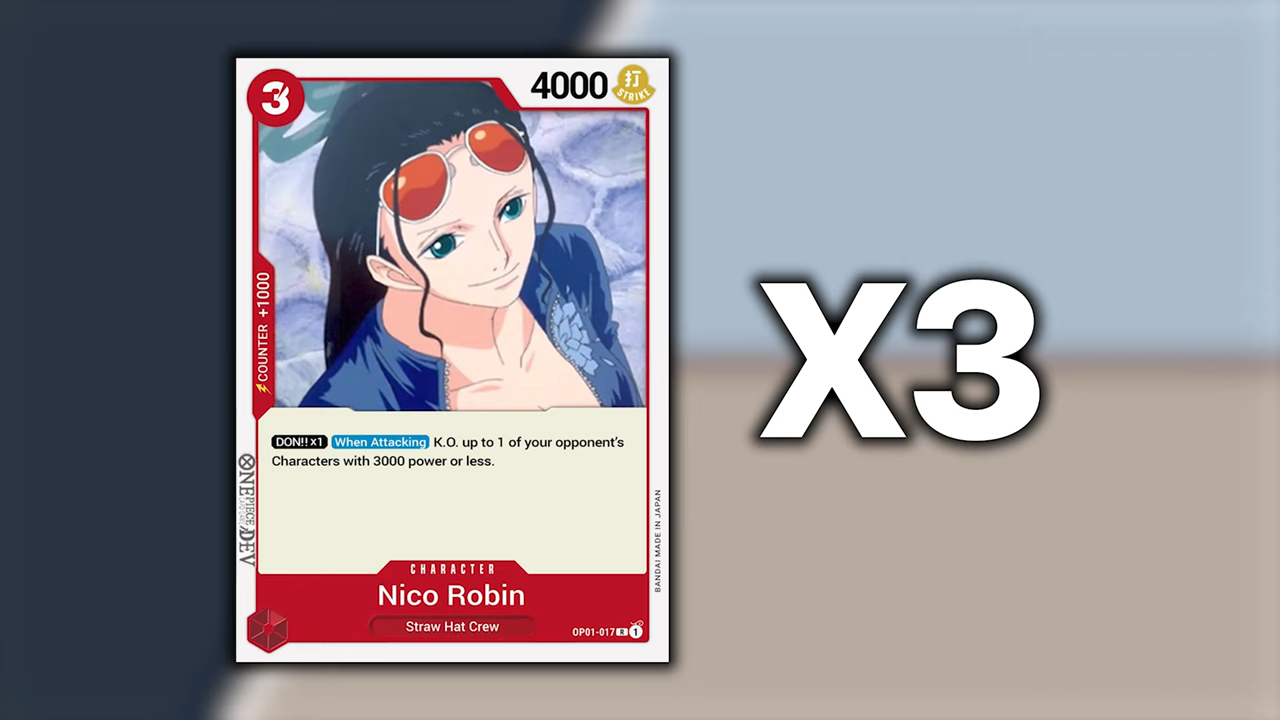 3
4000
打
STRIKE
COUNTER +1000
DON!! x1 When Attacking K.O. up to 1 of your opponent's
Characters with 3000 power or less.
ONE PIECE
DEV
BANDAI MADE IN JAPAN
CHARACTER
Nico Robin
Straw Hat Crew
OP01-017 R 1
X3